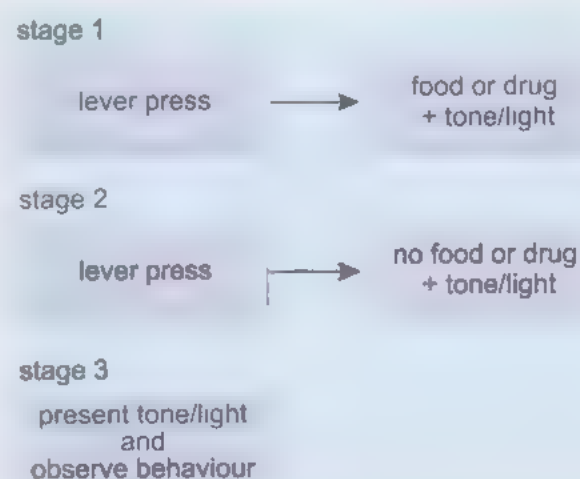 stage 1
lever press
food or drug
+ tone/light
stage 2
lever press
no food or drug
+ tone/light
stage 3
present tone/light
and
observe behaviour